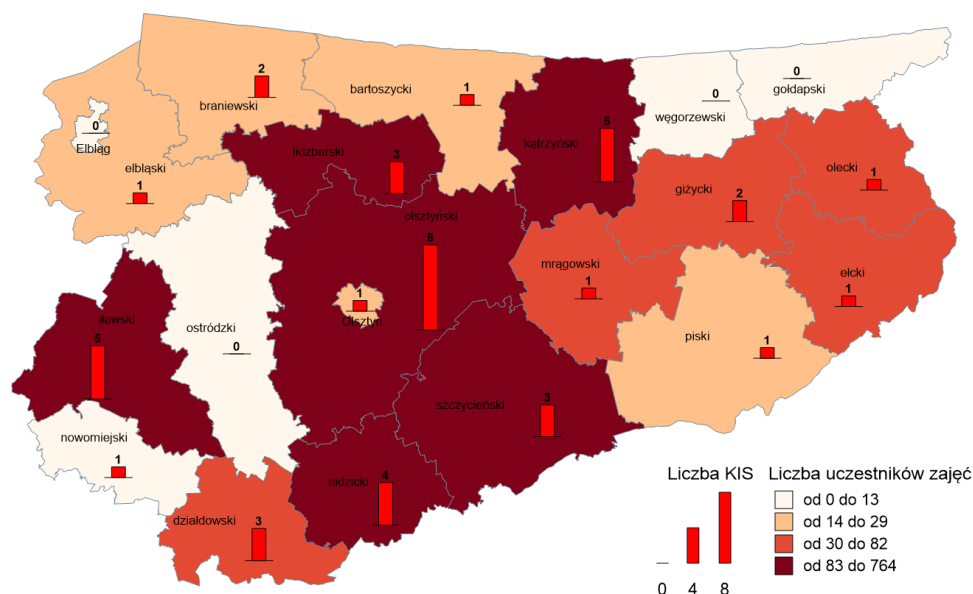 0
gołdapski
2
braniewski
bartoszycki
1
0
węgorzewski
0
Elbląg
elbląski
1
lidzbarski
3
kętrzyński
5
olecki
1
giżycki
2
olsztyński
8
mrągowski
1
ełcki
1
iławski
5
ostródzki
0
1
Olsztyn
piski
1
szczycieński
3
nowomiejski
1
nidzicki
4
działdowski
3
Liczba KIS
0 4 8
Liczba uczestników zajęć
od 0 do 13
od 14 do 29
od 30 do 82
od 83 do 764